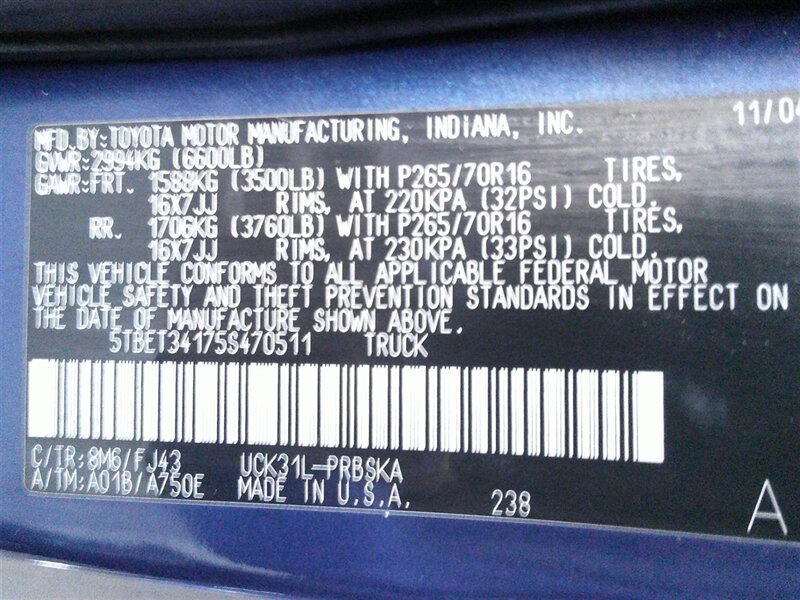 11/04
MFD.BY:TOYOTA MOTOR MANUFACTURING, INDIANA, INC.
GVWR:2994KG (6600LB)
GAWR:FRT. 1588KG (3500LB) WITH P265/70R16 TIRES,
16X7JJ RIMS, AT 220KPA (32PSI) COLD.
RR. 1706KG (3760LB) WITH P265/70R16 TIRES,
16X7JJ RIMS, AT 230KPA (33PSI) COLD.
THIS VEHICLE CONFORMS TO ALL APPLICABLE FEDERAL MOTOR
VEHICLE SAFETY AND THEFT PREVENTION STANDARDS IN EFFECT ON
THE DATE OF MANUFACTURE SHOWN ABOVE.
5TBET34175S470511 TRUCK
C/TR:8M6/FJ43 UCK31L-PRBSKA
A/TM:A01B/A750E MADE IN U.S.A. 238
A